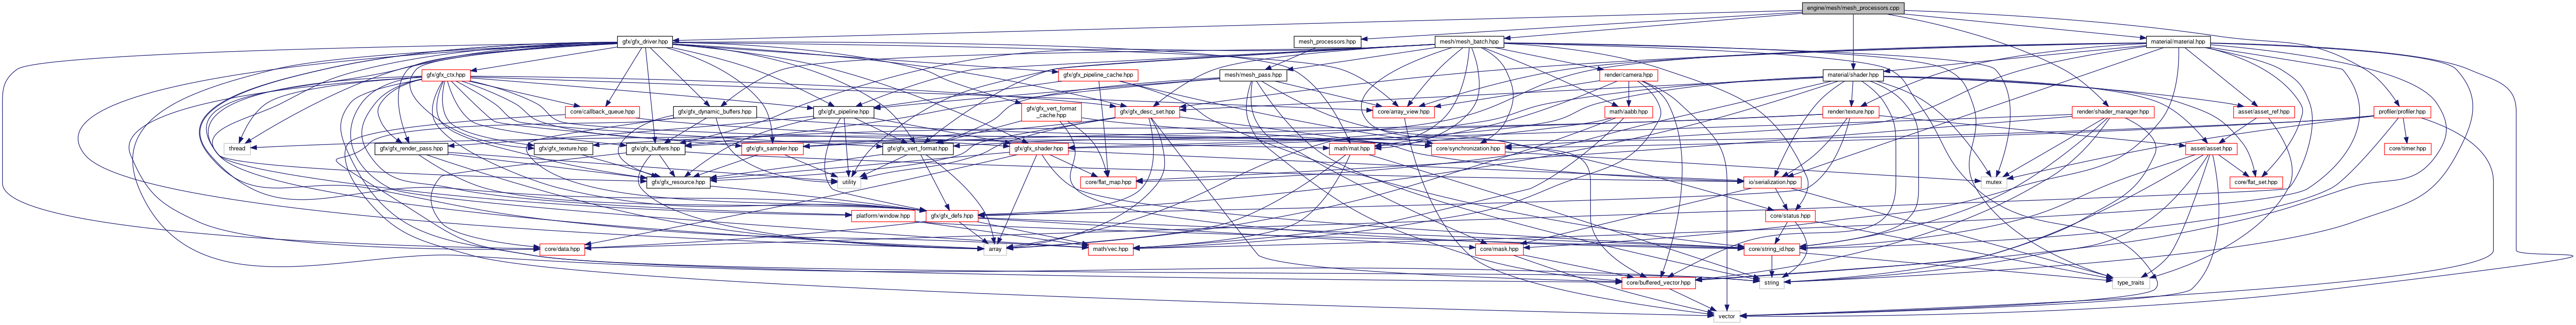 engine/mesh/mesh_processors.cpp
gfx/gfx_driver.hpp
mesh_processors.hpp
mesh/mesh_batch.hpp
material/material.hpp
gfx/gfx_ctx.hpp
gfx/gfx_pipeline_cache.hpp
mesh/mesh_pass.hpp
render/camera.hpp
material/shader.hpp
core/callback_queue.hpp
gfx/gfx_dynamic_buffers.hpp
gfx/gfx_pipeline.hpp
gfx/gfx_vert_format
_cache.hpp
gfx/gfx_desc_set.hpp
core/array_view.hpp
math/aabb.hpp
render/texture.hpp
render/shader_manager.hpp
asset/asset_ref.hpp
profiler/profiler.hpp
thread
gfx/gfx_render_pass.hpp
gfx/gfx_texture.hpp
gfx/gfx_buffers.hpp
gfx/gfx_sampler.hpp
gfx/gfx_vert_format.hpp
gfx/gfx_shader.hpp
math/mat.hpp
core/synchronization.hpp
asset/asset.hpp
core/timer.hpp
gfx/gfx_resource.hpp
utility
core/flat_map.hpp
io/serialization.hpp
mutex
core/flat_set.hpp
platform/window.hpp
gfx/gfx_defs.hpp
core/status.hpp
core/data.hpp
array
math/vec.hpp
core/mask.hpp
core/string_id.hpp
core/buffered_vector.hpp
string
type_traits
vector